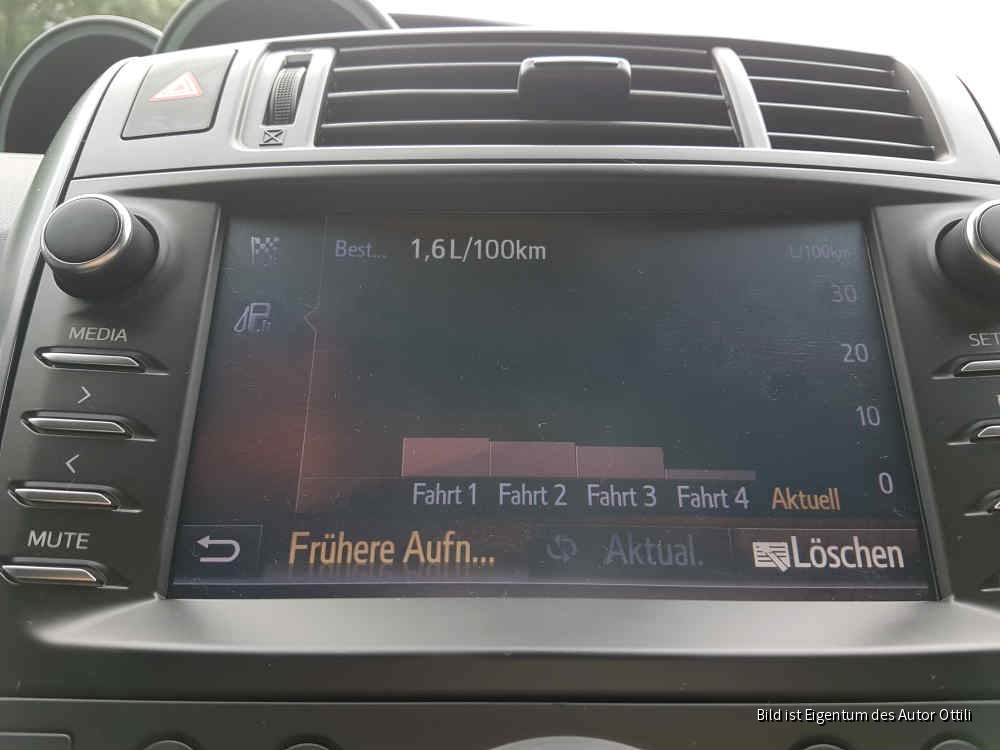 Best... 1,6 L/100km
L/100km
30
20
10
0
MEDIA
>
<
MUTE
SET
Fahrt 1 Fahrt 2 Fahrt 3 Fahrt 4 Aktuell
Frühere Aufn... Aktual. Löschen
Bild ist Eigentum des Autor Ottili